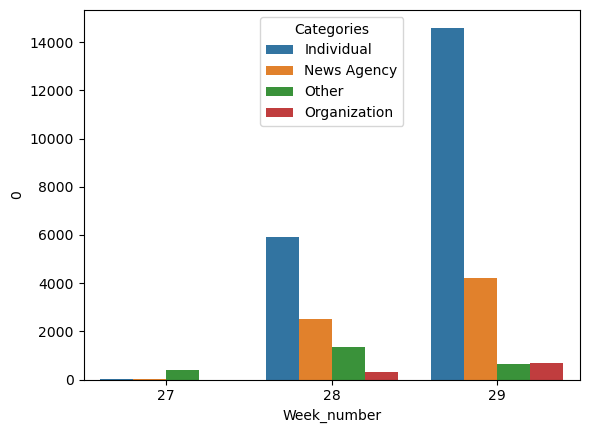 Categories
Individual
News Agency
Other
Organization
14000
12000
10000
8000
6000
4000
2000
0
0
27 28 29
Week_number